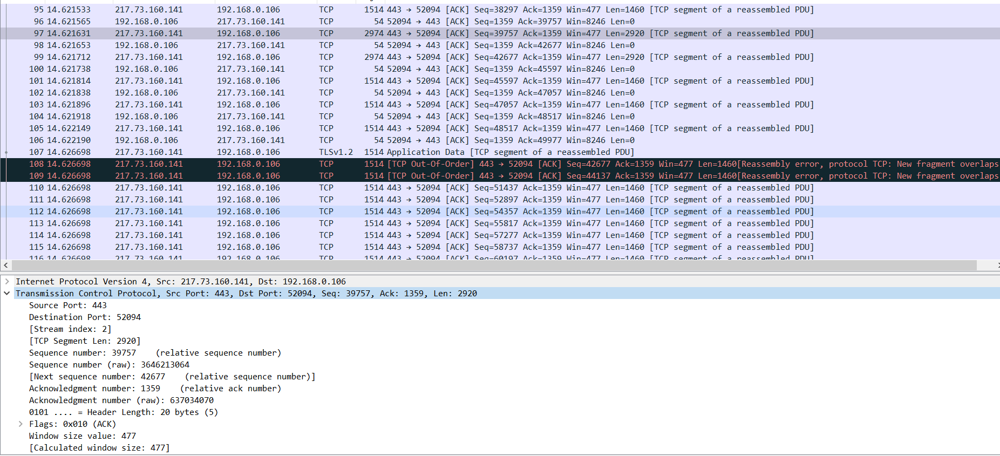 95 14.621533 217.73.160.141 192.168.0.106 TCP 1514 443 → 52094 [ACK] Seq=38297 Ack=1359 Win=477 Len=1460 [TCP segment of a reassembled PDU]
96 14.621565 192.168.0.106 217.73.160.141 TCP 54 52094 → 443 [ACK] Seq=1359 Ack=39757 Win=8246 Len=0
97 14.621631 217.73.160.141 192.168.0.106 TCP 2974 443 → 52094 [ACK] Seq=39757 Ack=1359 Win=477 Len=2920 [TCP segment of a reassembled PDU]
98 14.621653 192.168.0.106 217.73.160.141 TCP 54 52094 → 443 [ACK] Seq=1359 Ack=42677 Win=8246 Len=0
99 14.621712 217.73.160.141 192.168.0.106 TCP 2974 443 → 52094 [ACK] Seq=42677 Ack=1359 Win=477 Len=2920 [TCP segment of a reassembled PDU]
100 14.621738 192.168.0.106 217.73.160.141 TCP 54 52094 → 443 [ACK] Seq=1359 Ack=45597 Win=8246 Len=0
101 14.621814 217.73.160.141 192.168.0.106 TCP 1514 443 → 52094 [ACK] Seq=45597 Ack=1359 Win=477 Len=1460 [TCP segment of a reassembled PDU]
102 14.621838 192.168.0.106 217.73.160.141 TCP 54 52094 → 443 [ACK] Seq=1359 Ack=47057 Win=8246 Len=0
103 14.621896 217.73.160.141 192.168.0.106 TCP 1514 443 → 52094 [ACK] Seq=47057 Ack=1359 Win=477 Len=1460 [TCP segment of a reassembled PDU]
104 14.621918 192.168.0.106 217.73.160.141 TCP 54 52094 → 443 [ACK] Seq=1359 Ack=48517 Win=8246 Len=0
105 14.622149 217.73.160.141 192.168.0.106 TCP 1514 443 → 52094 [ACK] Seq=48517 Ack=1359 Win=477 Len=1460 [TCP segment of a reassembled PDU]
106 14.622190 192.168.0.106 217.73.160.141 TCP 54 52094 → 443 [ACK] Seq=1359 Ack=49977 Win=8246 Len=0
107 14.626698 217.73.160.141 192.168.0.106 TLSv1.2 1514 Application Data [TCP segment of a reassembled PDU]
108 14.626698 217.73.160.141 192.168.0.106 TCP 1514 [TCP Out-Of-Order] 443 → 52094 [ACK] Seq=42677 Ack=1359 Win=477 Len=1460[Reassembly error, protocol TCP: New fragment overlaps
109 14.626698 217.73.160.141 192.168.0.106 TCP 1514 [TCP Out-Of-Order] 443 → 52094 [ACK] Seq=44137 Ack=1359 Win=477 Len=1460[Reassembly error, protocol TCP: New fragment overlaps
110 14.626698 217.73.160.141 192.168.0.106 TCP 1514 443 → 52094 [ACK] Seq=51437 Ack=1359 Win=477 Len=1460 [TCP segment of a reassembled PDU]
111 14.626698 217.73.160.141 192.168.0.106 TCP 1514 443 → 52094 [ACK] Seq=52897 Ack=1359 Win=477 Len=1460 [TCP segment of a reassembled PDU]
112 14.626698 217.73.160.141 192.168.0.106 TCP 1514 443 → 52094 [ACK] Seq=54357 Ack=1359 Win=477 Len=1460 [TCP segment of a reassembled PDU]
113 14.626698 217.73.160.141 192.168.0.106 TCP 1514 443 → 52094 [ACK] Seq=55817 Ack=1359 Win=477 Len=1460 [TCP segment of a reassembled PDU]
114 14.626698 217.73.160.141 192.168.0.106 TCP 1514 443 → 52094 [ACK] Seq=57277 Ack=1359 Win=477 Len=1460 [TCP segment of a reassembled PDU]
115 14.626698 217.73.160.141 192.168.0.106 TCP 1514 443 → 52094 [ACK] Seq=58737 Ack=1359 Win=477 Len=1460 [TCP segment of a reassembled PDU]
116 14.626698 217.73.160.141 192.168.0.106 TCP 1514 443 → 52094 [ACK] Seq=60197 Ack=1359 Win=477 Len=1460 [TCP segment of a reassembled PDU]
Internet Protocol Version 4, Src: 217.73.160.141, Dst: 192.168.0.106
Transmission Control Protocol, Src Port: 443, Dst Port: 52094, Seq: 39757, Ack: 1359, Len: 2920
Source Port: 443
Destination Port: 52094
[Stream index: 2]
[TCP Segment Len: 2920]
Sequence number: 39757    (relative sequence number)
Sequence number (raw): 3646213064
[Next sequence number: 42677    (relative sequence number)]
Acknowledgment number: 1359    (relative ack number)
Acknowledgment number (raw): 637034070
0101 .... = Header Length: 20 bytes (5)
Flags: 0x010 (ACK)
Window size value: 477
[Calculated window size: 477]